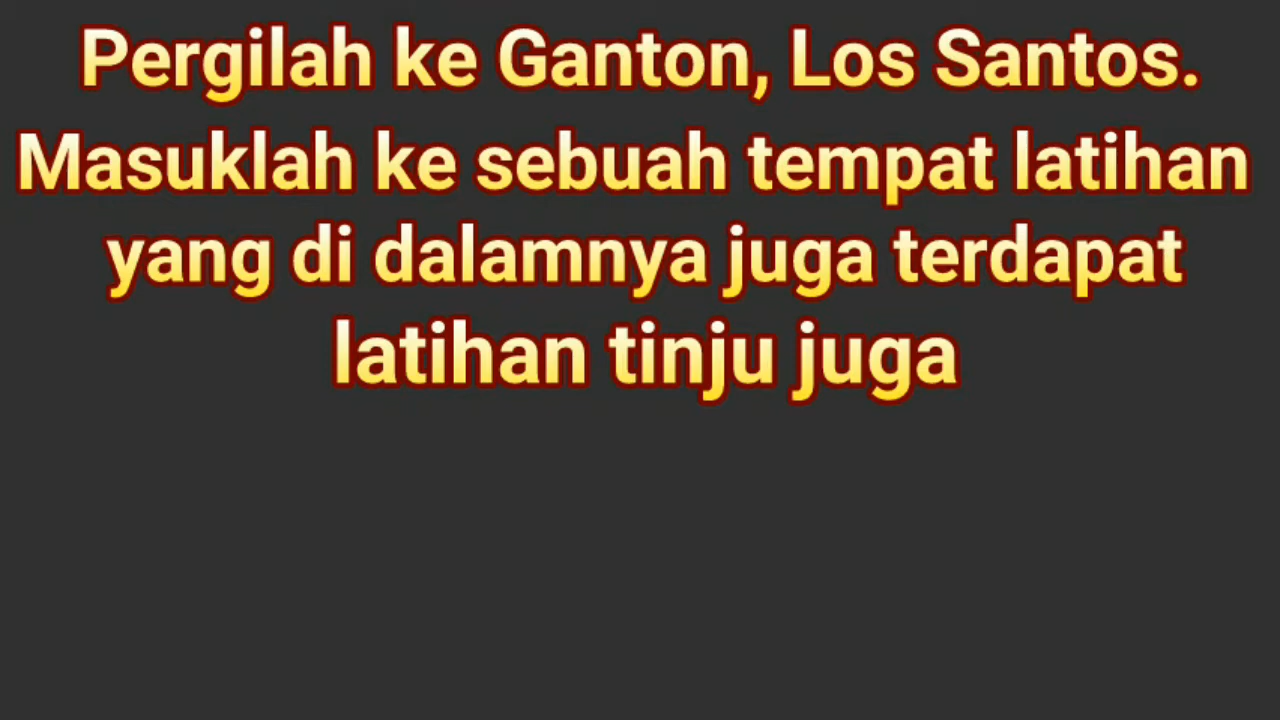 Pergilah ke Ganton, Los Santos.
Masuklah ke sebuah tempat latihan
yang di dalamnya juga terdapat
latihan tinju juga